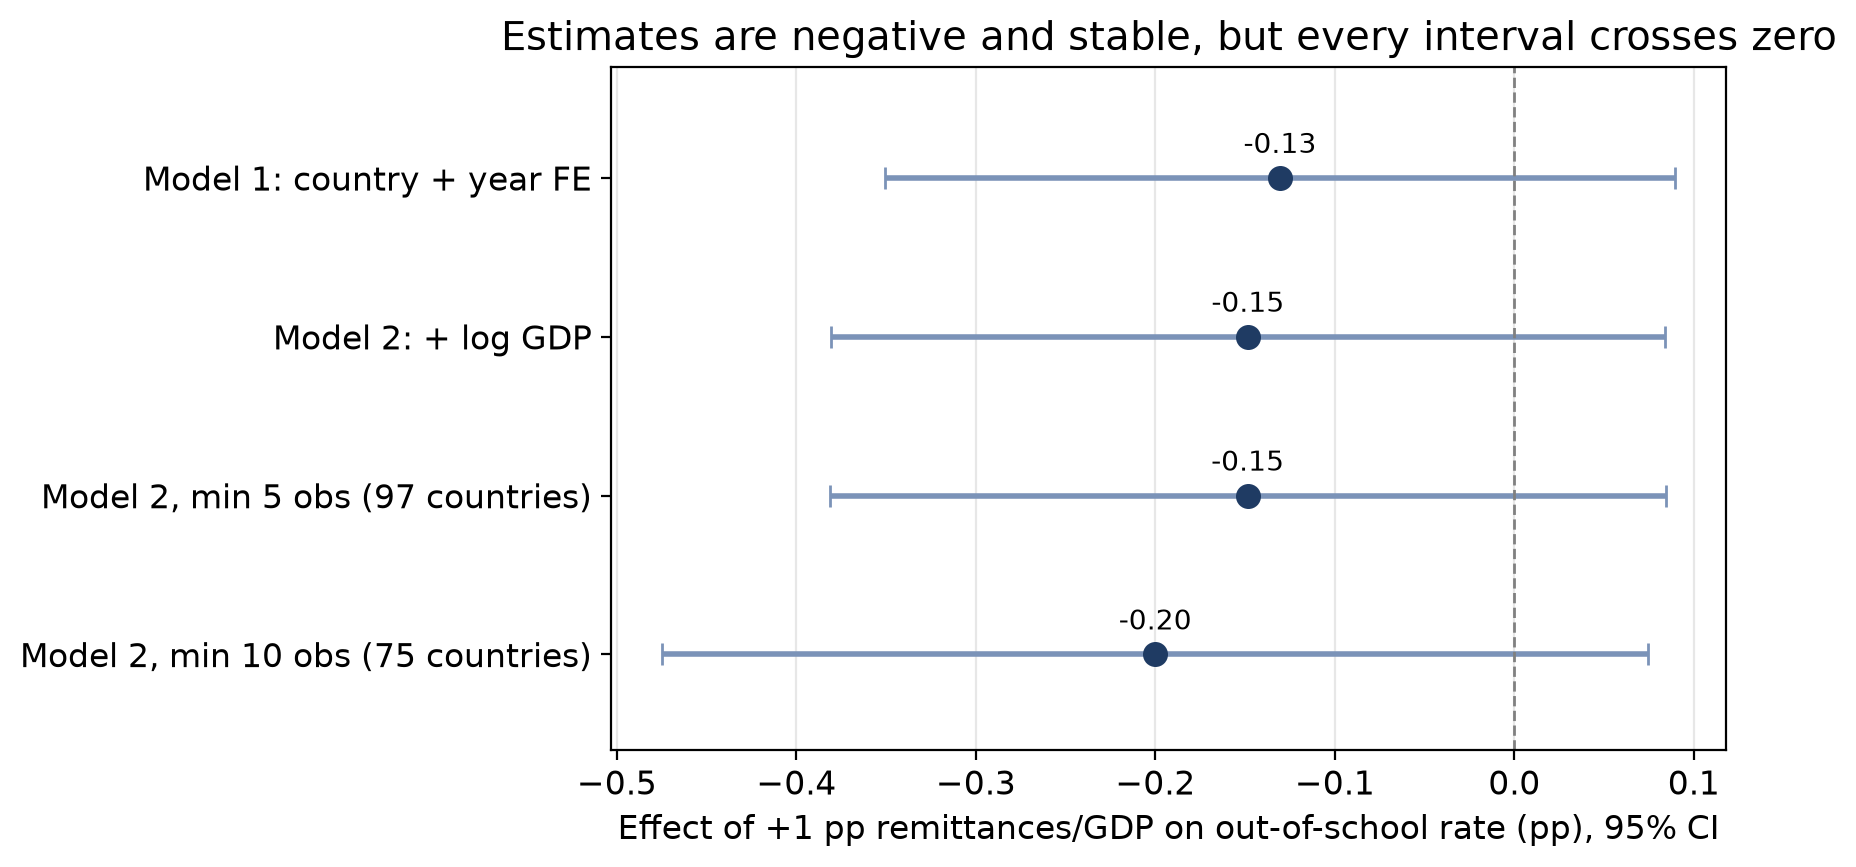 Estimates are negative and stable, but every interval crosses zero
Model 1: country + year FE
-0.13
Model 2: + log GDP
-0.15
Model 2, min 5 obs (97 countries)
-0.15
Model 2, min 10 obs (75 countries)
-0.20
−0.5 −0.4 −0.3 −0.2 −0.1 0.0 0.1
Effect of +1 pp remittances/GDP on out-of-school rate (pp), 95% CI